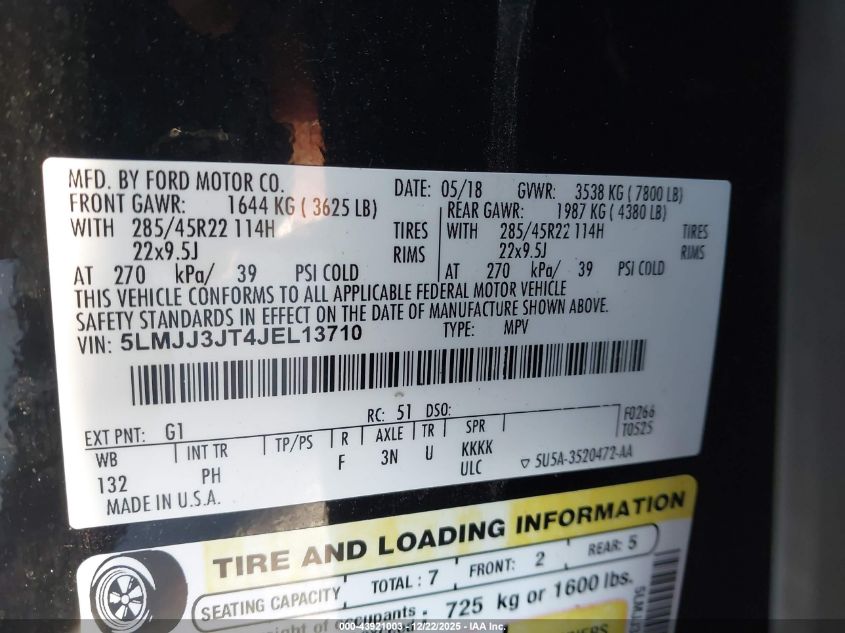 MFD. BY FORD MOTOR CO. DATE: 05/18 GVWR: 3538 KG ( 7800 LB)
FRONT GAWR: 1644 KG ( 3625 LB) REAR GAWR: 1987 KG ( 4380 LB)
WITH 285/45R22 114H TIRES WITH 285/45R22 114H TIRES
22x9.5J RIMS 22x9.5J RIMS
AT 270 kPa/ 39 PSI COLD AT 270 kPa/ 39 PSI COLD
THIS VEHICLE CONFORMS TO ALL APPLICABLE FEDERAL MOTOR VEHICLE
SAFETY STANDARDS IN EFFECT ON THE DATE OF MANUFACTURE SHOWN ABOVE.
VIN: 5LMJJ3JT4JEL13710 TYPE: MPV
EXT PNT: G1 RC: 51 DSO: F0266
T0525
WB INT TR TP/PS R AXLE TR SPR
132 PH F 3N U KKKK
ULC ▽ 5U5A-3520472-AA
MADE IN U.S.A.
TIRE AND LOADING INFORMATION
SEATING CAPACITY TOTAL : 7 FRONT: 2 REAR: 5
725 kg or 1600 lbs.
000-43921003 - 12/22/2025 - IAA Inc.